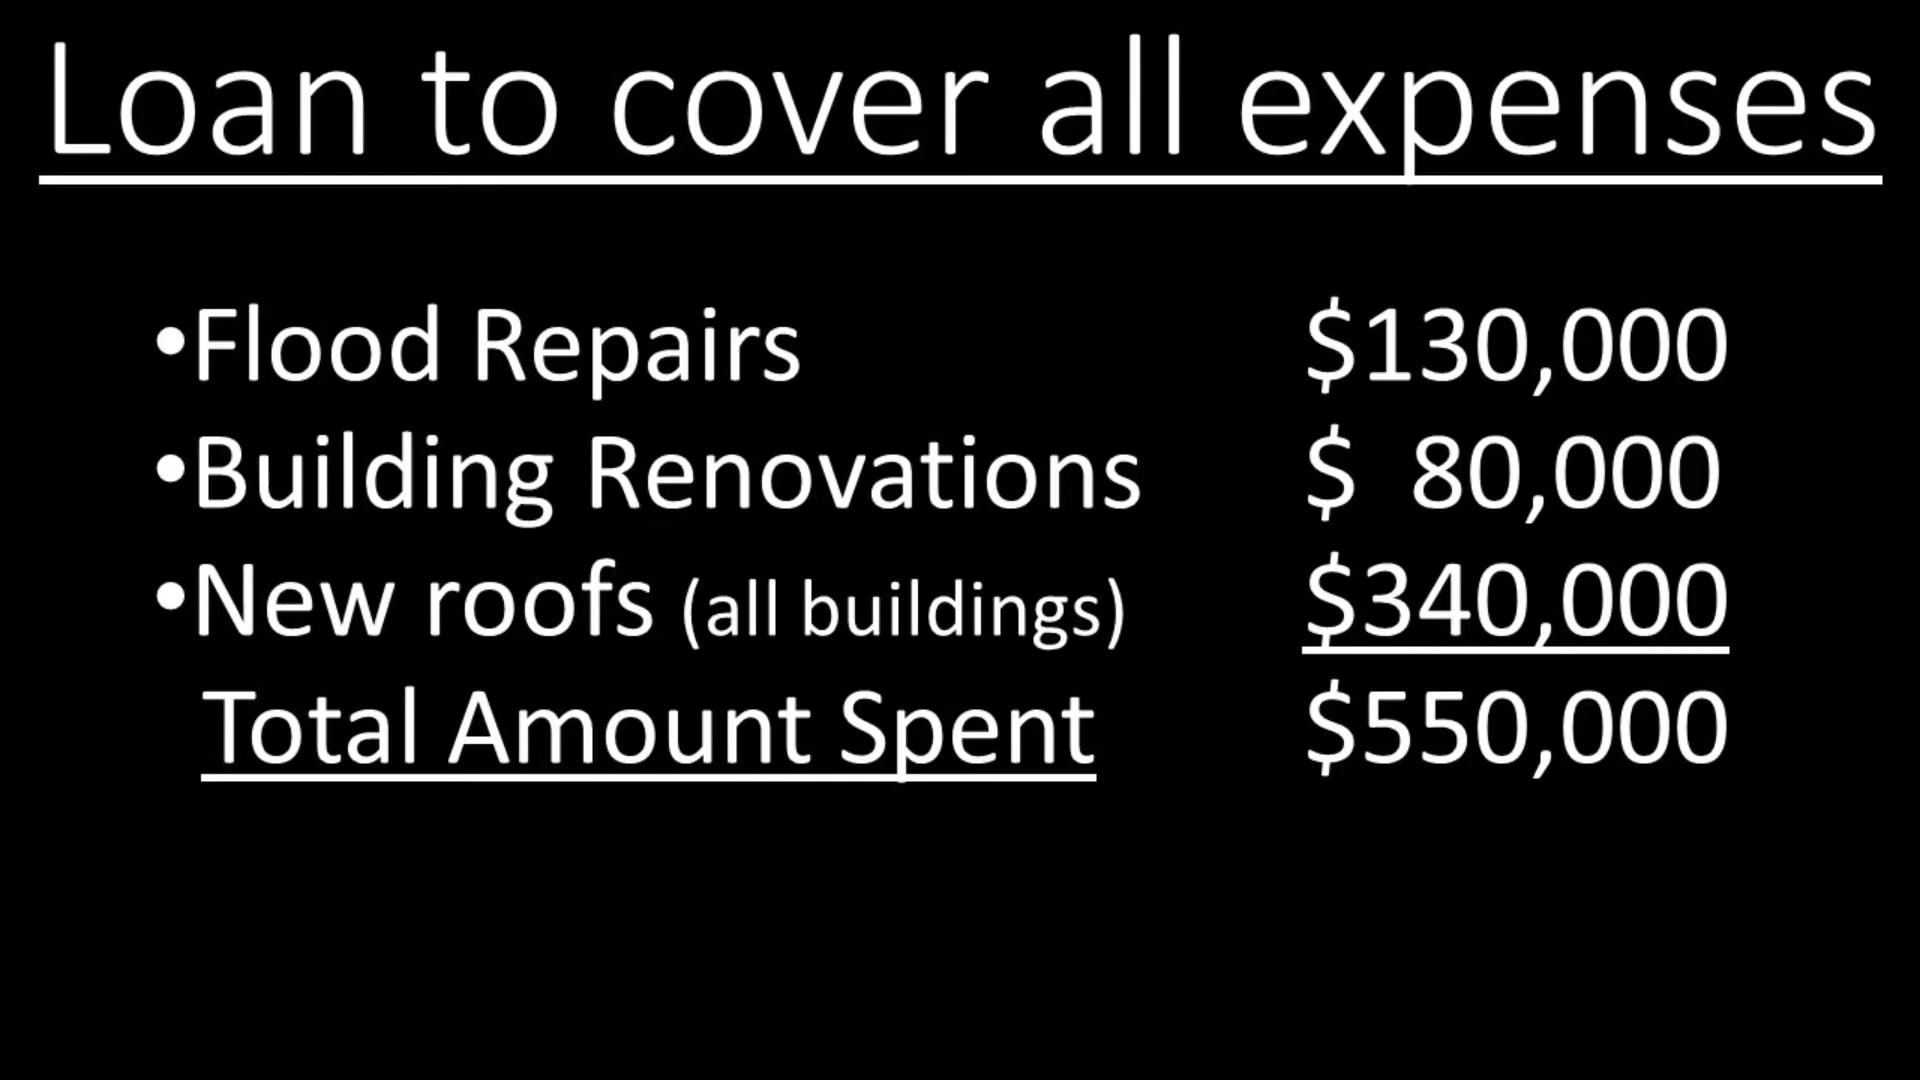 Loan to cover all expenses
•Flood Repairs $130,000
•Building Renovations $ 80,000
•New roofs (all buildings) $340,000
Total Amount Spent $550,000